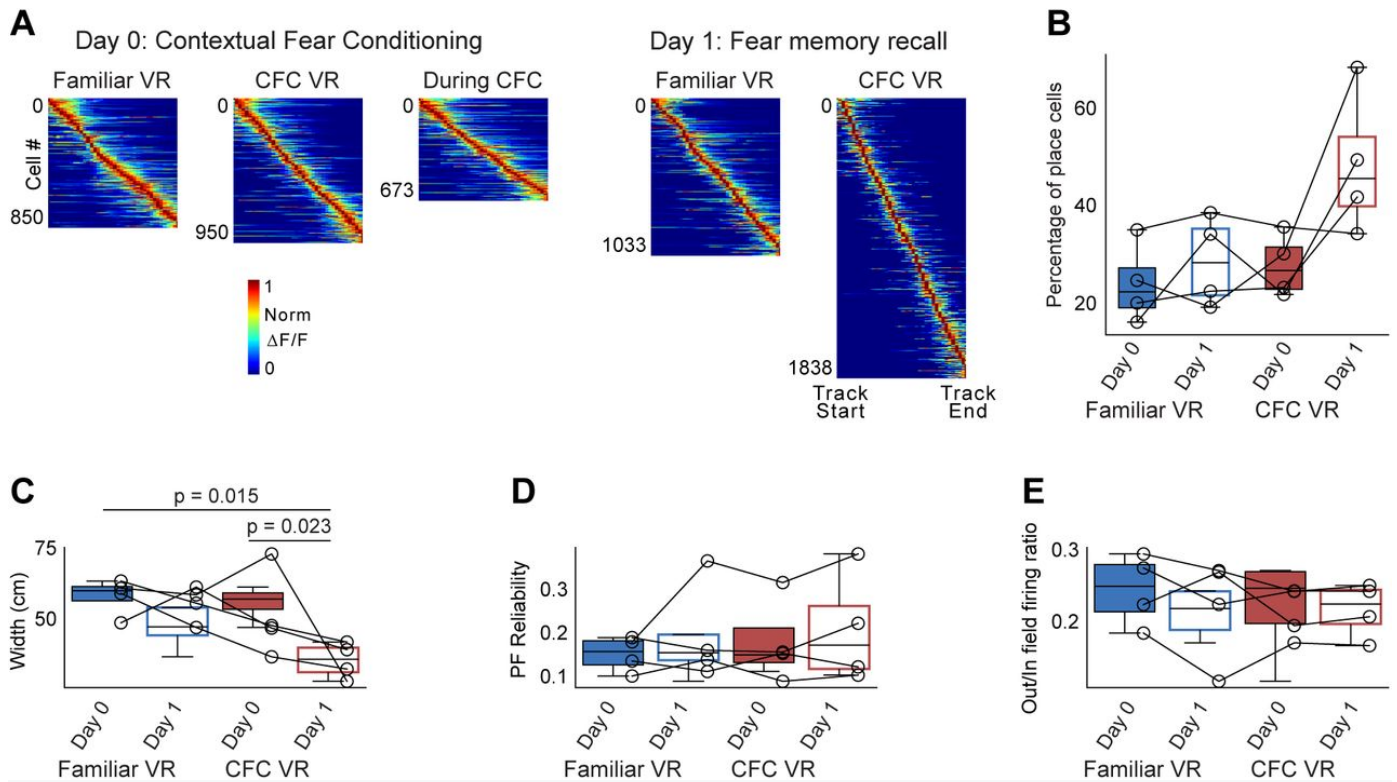 A
Day 0: Contextual Fear Conditioning
Familiar VR
CFC VR
During CFC
0
Cell #
850
0
950
0
673
1
Norm
ΔF/F
0
Day 1: Fear memory recall
Familiar VR
CFC VR
0
1033
0
1838
Track Start
Track End
B
Percentage of place cells
60
40
20
Day 0
Day 1
Day 0
Day 1
Familiar VR
CFC VR
C
p = 0.015
p = 0.023
Width (cm)
75
50
Day 0
Day 1
Day 0
Day 1
Familiar VR
CFC VR
D
PF Reliability
0.3
0.2
0.1
Day 0
Day 1
Day 0
Day 1
Familiar VR
CFC VR
E
Out/In field firing ratio
0.3
0.2
Day 0
Day 1
Day 0
Day 1
Familiar VR
CFC VR